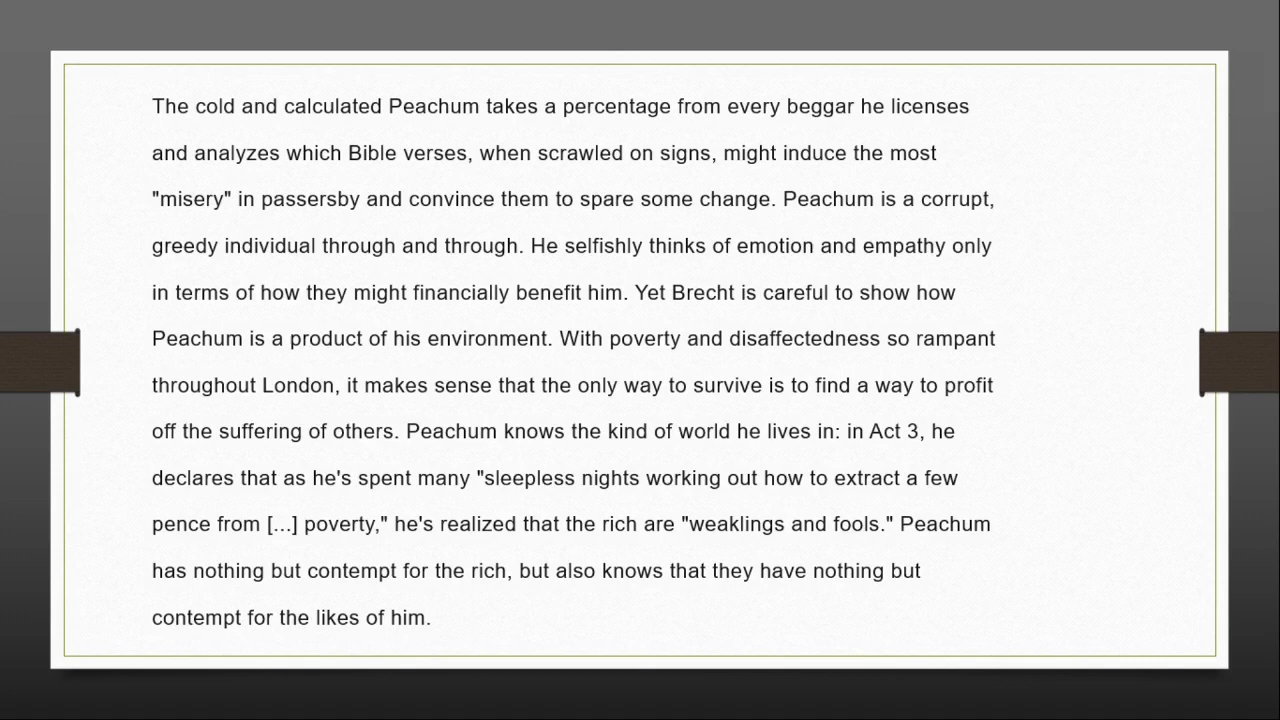 The cold and calculated Peachum takes a percentage from every beggar he licenses
and analyzes which Bible verses, when scrawled on signs, might induce the most
"misery" in passersby and convince them to spare some change. Peachum is a corrupt,
greedy individual through and through. He selfishly thinks of emotion and empathy only
in terms of how they might financially benefit him. Yet Brecht is careful to show how
Peachum is a product of his environment. With poverty and disaffectedness so rampant
throughout London, it makes sense that the only way to survive is to find a way to profit
off the suffering of others. Peachum knows the kind of world he lives in: in Act 3, he
declares that as he's spent many "sleepless nights working out how to extract a few
pence from [...] poverty," he's realized that the rich are "weaklings and fools." Peachum
has nothing but contempt for the rich, but also knows that they have nothing but
contempt for the likes of him.